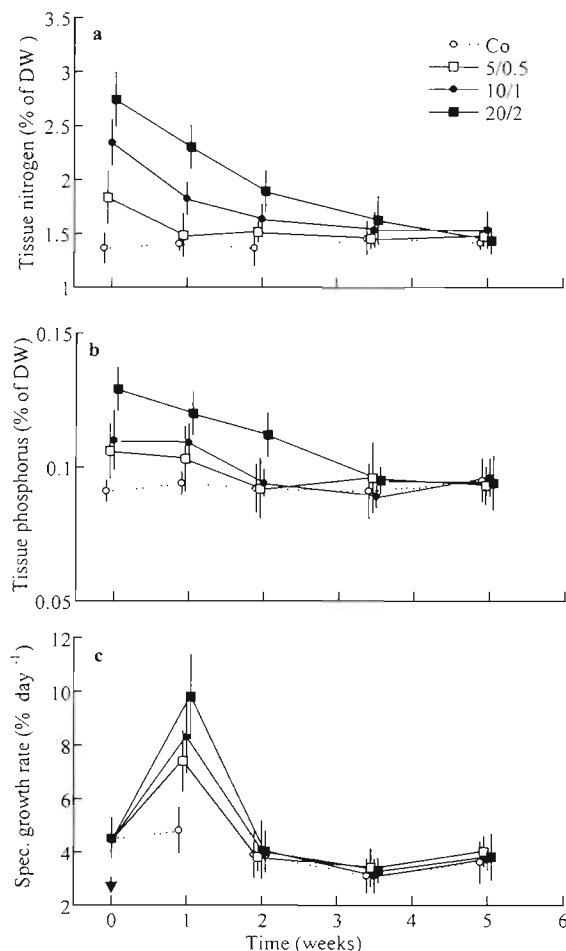 a
Co
5/0.5
10/1
20/2
Tissue nitrogen (% of DW )
3.5
3
2.5
2
1.5
1
b
Tissue phosphorus (% of DW)
0.15
0.1
0.05
c
Spec. growth rate (% day -1)
12
10
8
6
4
2
0 1 2 3 4 5 6
Time (weeks)